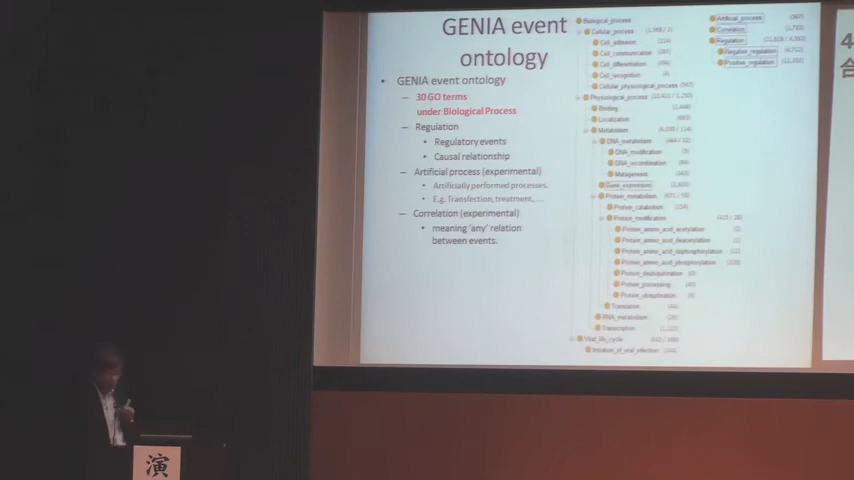 GENIA event
ontology
• GENIA event ontology
– 30 GO terms
under Biological Process
– Regulation
• Regulatory events
• Causal relationship
– Artificial process (experimental)
• Artificially performed processes.
• E.g. Transfection, treatment, ...
– Correlation (experimental)
• meaning 'any' relation
between events.
Biological_process
Cellular_process
Cell_adhesion
Cell_communication
Cell_differentiation
Cell_recognition
Cellular_physiological_process
Physiological_process
Binding
Localization
Metabolism
DNA_metabolism
DNA_modification
DNA_recombination
Mutagenesis
Gene_expression
Protein_metabolism
Protein_catabolism
Protein_modification
Protein_amino_acid_acetylation
Protein_amino_acid_deacetylation
Protein_amino_acid_dephosphorylation
Protein_amino_acid_phosphorylation
Protein_deubiquitination
Protein_processing
Protein_ubiquitination
Translation
RNA_metabolism
Transcription
Viral_life_cycle
Initiation_of_viral_infection
Artificial_process
Correlation
Regulation
Negative_regulation
Positive_regulation
4
合
演